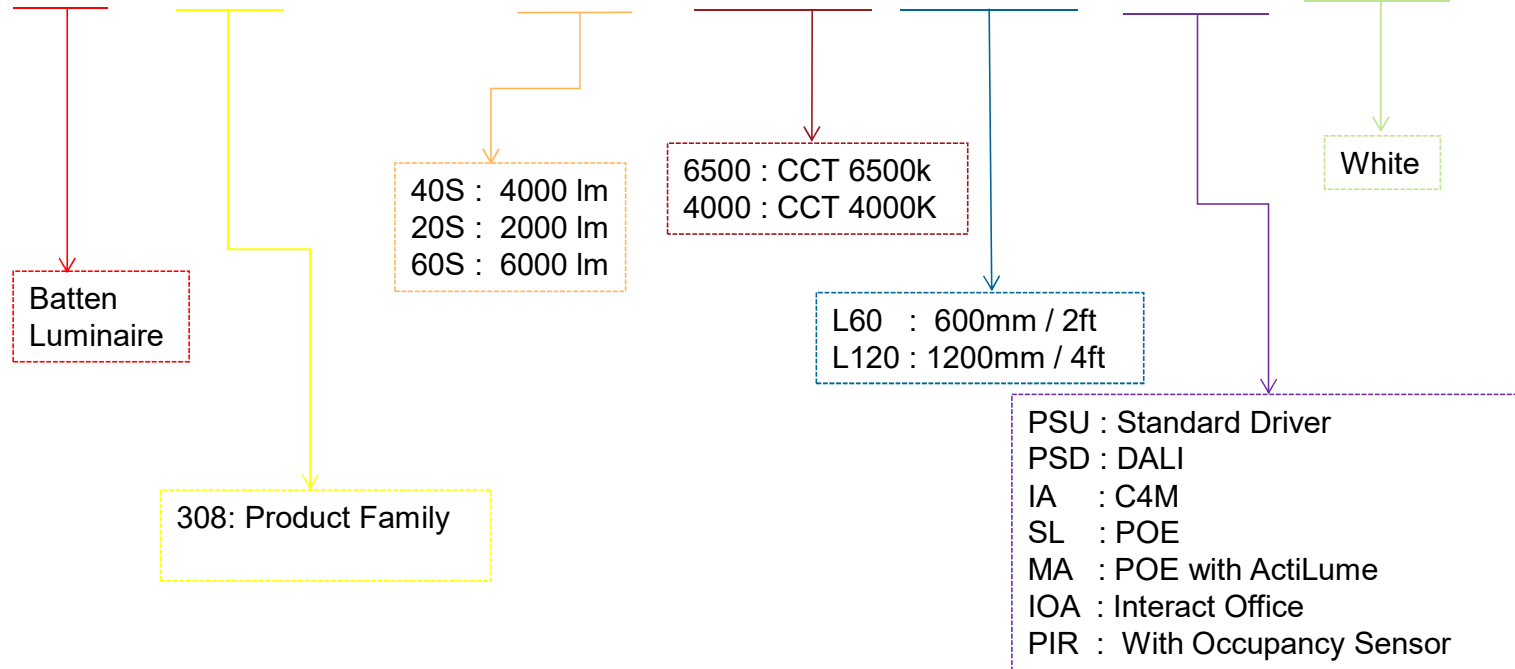 White
6500 : CCT 6500k
4000 : CCT 4000K
40S : 4000 lm
20S : 2000 lm
60S : 6000 lm
Batten
Luminaire
L60 : 600mm / 2ft
L120 : 1200mm / 4ft
PSU : Standard Driver
PSD : DALI
IA : C4M
SL : POE
MA : POE with ActiLume
IOA : Interact Office
PIR : With Occupancy Sensor
308: Product Family